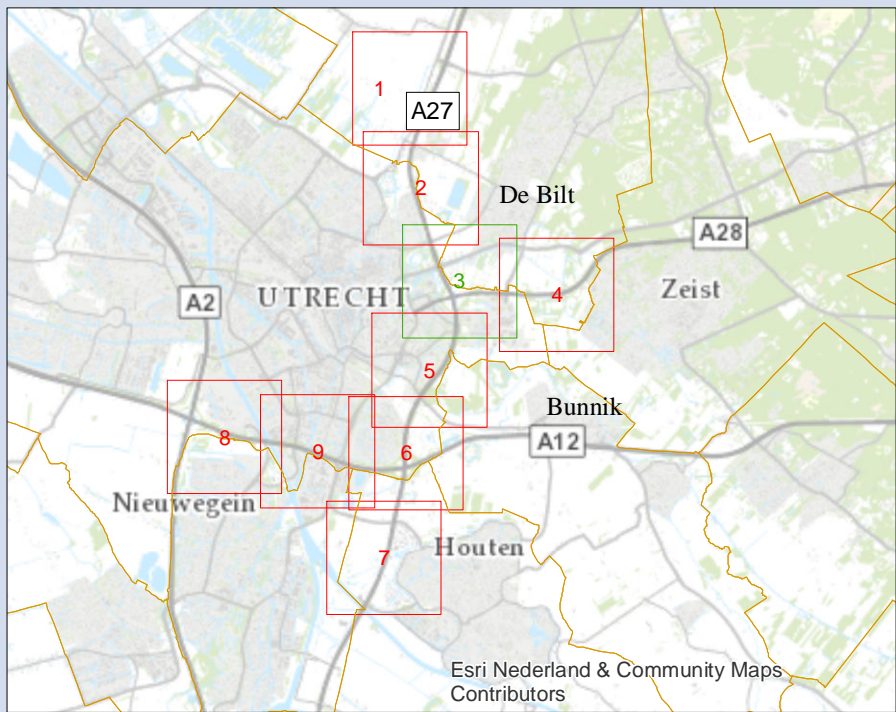 1
A27
2
De Bilt
A28
3
4
Zeist
UTRECHT
A2
5
Bunnik
8
9
6
A12
Nieuwegein
7
Houten
Esri Nederland & Community Maps
Contributors